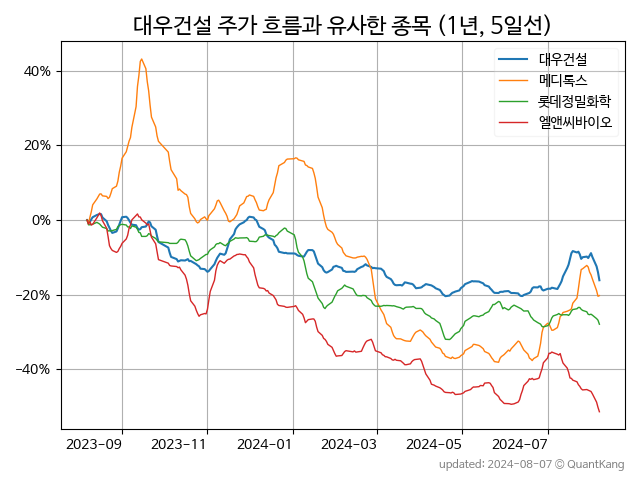 대우건설 주가 흐름과 유사한 종목 (1년, 5일선)
대우건설
메디톡스
롯데정밀화학
엘앤씨바이오
40%
20%
0%
−20%
−40%
2023-09 2023-11 2024-01 2024-03 2024-05 2024-07
updated: 2024-08-07 © QuantKang